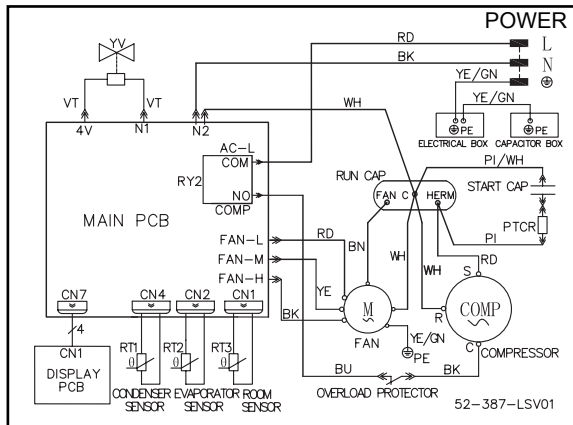 POWER
YV
RD
L
BK
N
YE/GN
VT
VT
WH
YE/GN
4V
N1
N2
PE
PE
ELECTRICAL BOX
CAPACITOR BOX
AC-L
COM
PI/WH
RY2
RUN CAP
START CAP
NO
FAN C
HERM
COMP
PTCR
MAIN PCB
RD
BN
PI
FAN-L
RD
FAN-M
WH
WH
S
YE
FAN-H
M
R
COMP
CN7
CN4
CN2
CN1
BK
YE/GN
FAN
PE
C
COMPRESSOR
4
CN1
DISPLAY
PCB
RT1
θ
RT2
θ
RT3
θ
BU
BK
CONDENSER
SENSOR
EVAPORATOR
SENSOR
ROOM
SENSOR
OVERLOAD PROTECTOR
52-387-LSV01